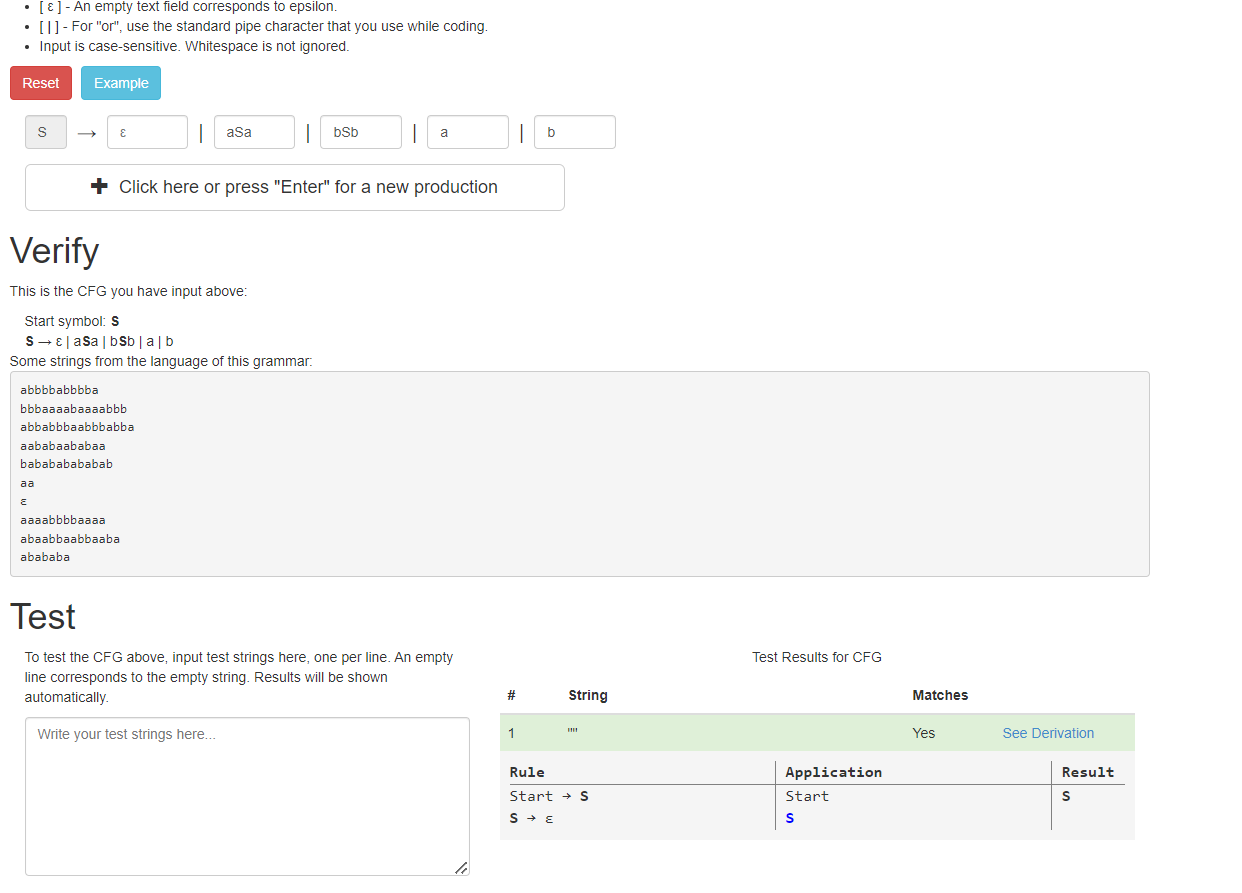 [ ε ] - An empty text field corresponds to epsilon.
[ | ] - For "or", use the standard pipe character that you use while coding.
Input is case-sensitive. Whitespace is not ignored.
Reset Example
S → ε | aSa | bSb | a | b
+ Click here or press "Enter" for a new production
Verify
This is the CFG you have input above:
Start symbol: S
S → ε | aSa | bSb | a | b
Some strings from the language of this grammar:
abbbbabbbba
bbbaaaabaaaabbb
abbabbbaabbbabba
aababaababaa
babababababab
aa
ε
aaaabbbbaaaa
abaabbaabbaaba
abababa
Test
To test the CFG above, input test strings here, one per line. An empty
line corresponds to the empty string. Results will be shown
automatically.
Write your test strings here...
Test Results for CFG
# String Matches
1 "" Yes See Derivation
Rule Application Result
Start → S Start S
S → ε S